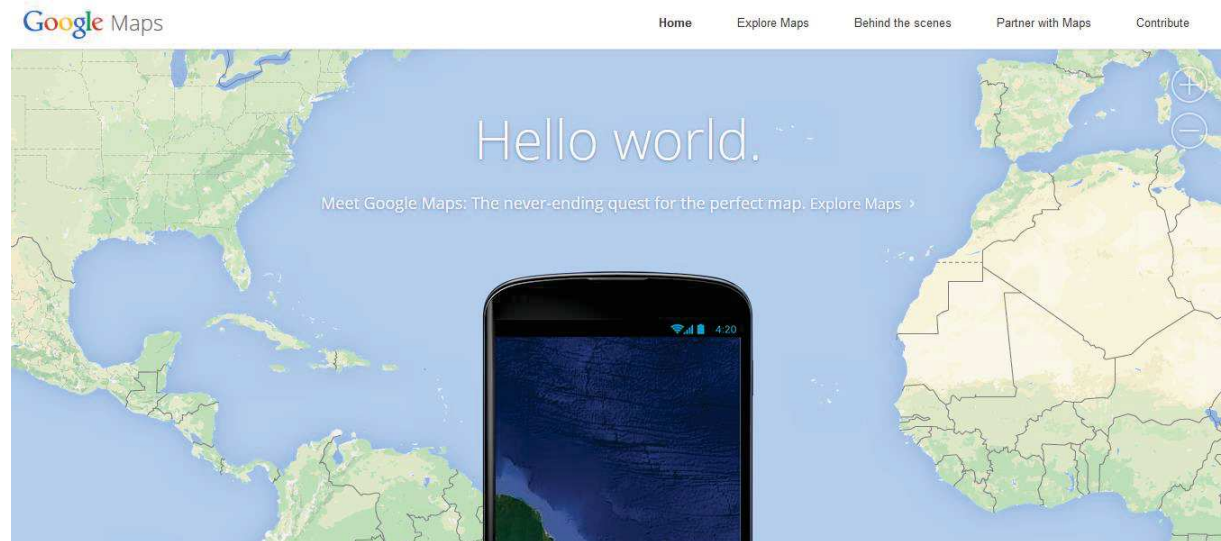 Google Maps
Home
Explore Maps
Behind the scenes
Partner with Maps
Contribute
Hello world.
Meet Google Maps: The never-ending quest for the perfect map. Explore Maps ›
4:20